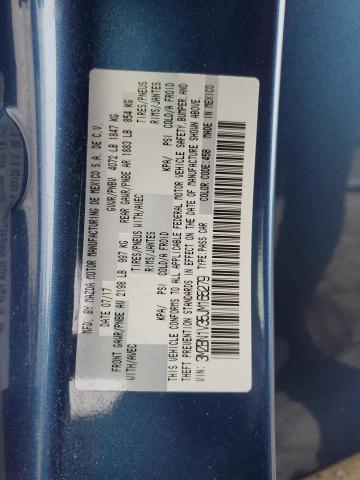 MFD. BY MAZDA MOTOR MANUFACTURING DE MEXICO S.A. DE C.V.
DATE: 07/17 GVWR/PNBV 4072 LB 1847 KG
FRONT GAWR/PNBE AV 2198 LB 997 KG REAR GAWR/PNBE AR 1883 LB 854 KG
WITH/AVEC TIRES/PNEUS WITH/AVEC TIRES/PNEUS
RIMS/JANTES RIMS/JANTES
KPA/ PSI COLD/A FROID KPA/ PSI COLD/A FROID
THIS VEHICLE CONFORMS TO ALL APPLICABLE FEDERAL MOTOR VEHICLE SAFETY, BUMPER, AND
THEFT PREVENTION STANDARDS IN EFFECT ON THE DATE OF MANUFACTURE SHOWN ABOVE.
3MZBN1V35JM166279 TYPE: PASS CAR COLOR CODE: 45B MADE IN MEXICO